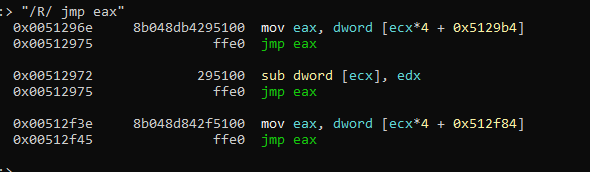 :> "/R/ jmp eax"
0x0051296e 8b048db4295100 mov eax, dword [ecx*4 + 0x5129b4]
0x00512975 ffe0 jmp eax
0x00512972 295100 sub dword [ecx], edx
0x00512975 ffe0 jmp eax
0x00512f3e 8b048d842f5100 mov eax, dword [ecx*4 + 0x512f84]
0x00512f45 ffe0 jmp eax
:>